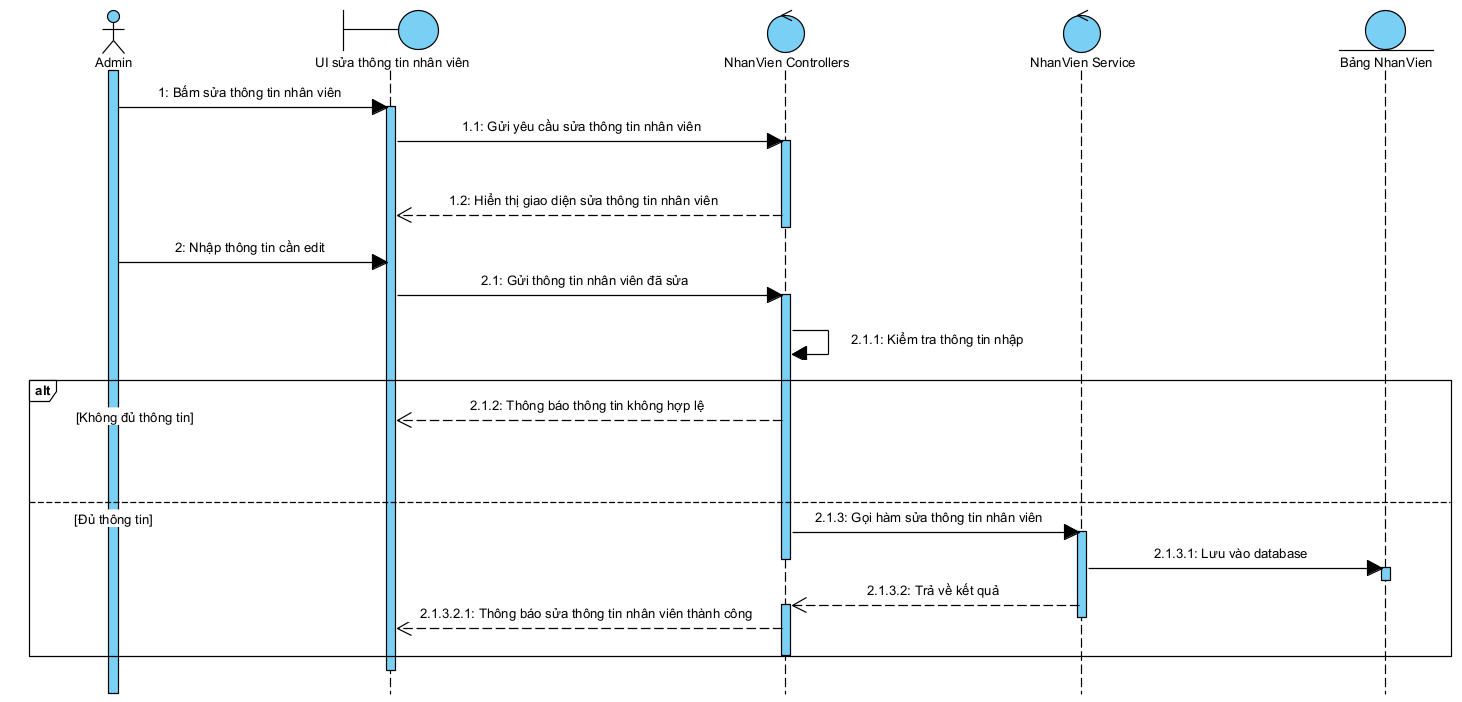 Admin
UI sửa thông tin nhân viên
NhanVien Controllers
NhanVien Service
Bảng NhanVien
1: Bấm sửa thông tin nhân viên
1.1: Gửi yêu cầu sửa thông tin nhân viên
1.2: Hiển thị giao diện sửa thông tin nhân viên
2: Nhập thông tin cần edit
2.1: Gửi thông tin nhân viên đã sửa
2.1.1: Kiểm tra thông tin nhập
alt
[Không đủ thông tin]
2.1.2: Thông báo thông tin không hợp lệ
[Đủ thông tin]
2.1.3: Gọi hàm sửa thông tin nhân viên
2.1.3.1: Lưu vào database
2.1.3.2: Trả về kết quả
2.1.3.2.1: Thông báo sửa thông tin nhân viên thành công